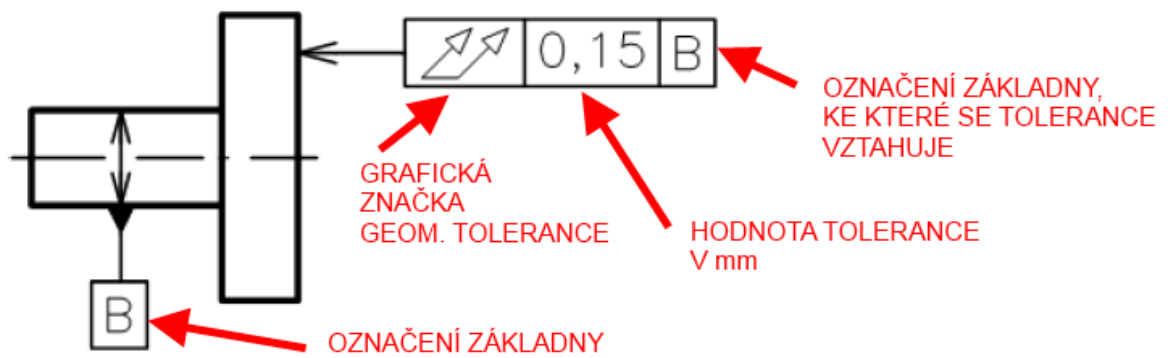 0,15 B
OZNAČENÍ ZÁKLADNY,
KE KTERÉ SE TOLERANCE
VZTAHUJE
GRAFICKÁ
ZNAČKA
GEOM. TOLERANCE
HODNOTA TOLERANCE
V mm
B
OZNAČENÍ ZÁKLADNY